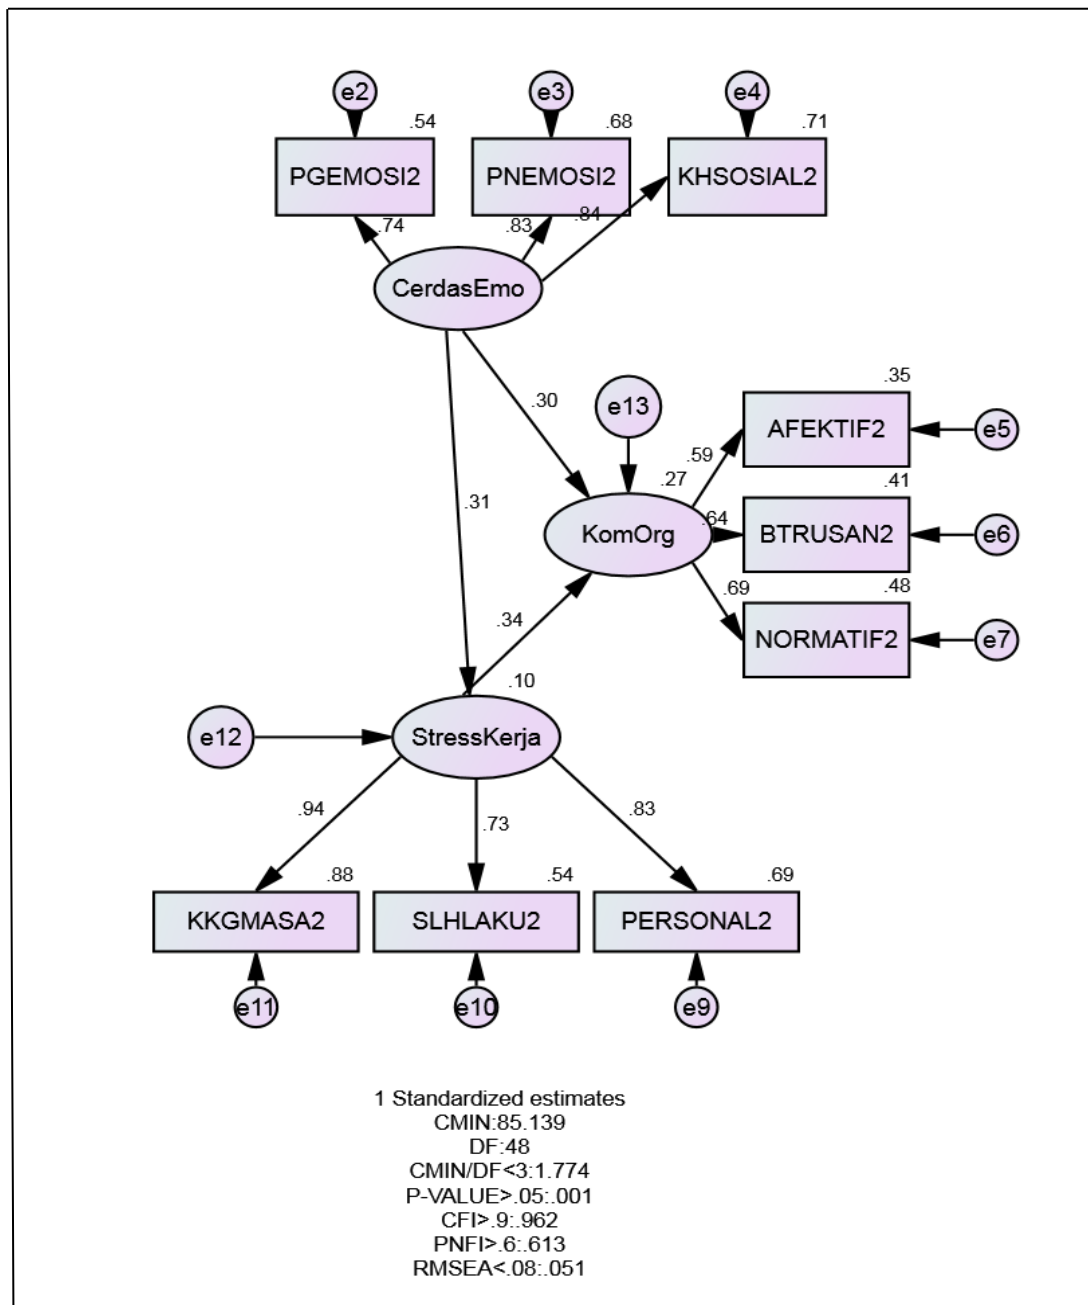 e2
e3
e4
.54
.68
.71
PGEMOSI2
PNEMOSI2
KHSOSIAL2
.74
.83
.84
CerdasEmo
.30
.31
e13
.35
AFEKTIF2
e5
.59
.27
.41
KomOrg
.64
BTRUSAN2
e6
.69
.48
NORMATIF2
e7
.34
.10
e12
StressKerja
.94
.73
.83
.88
.54
.69
KKGMASA2
SLHLAKU2
PERSONAL2
e11
e10
e9
1 Standardized estimates
CMIN:85.139
DF:48
CMIN/DF<3:1.774
P-VALUE>.05:.001
CFI>.9:.962
PNFI>.6:.613
RMSEA<.08:.051